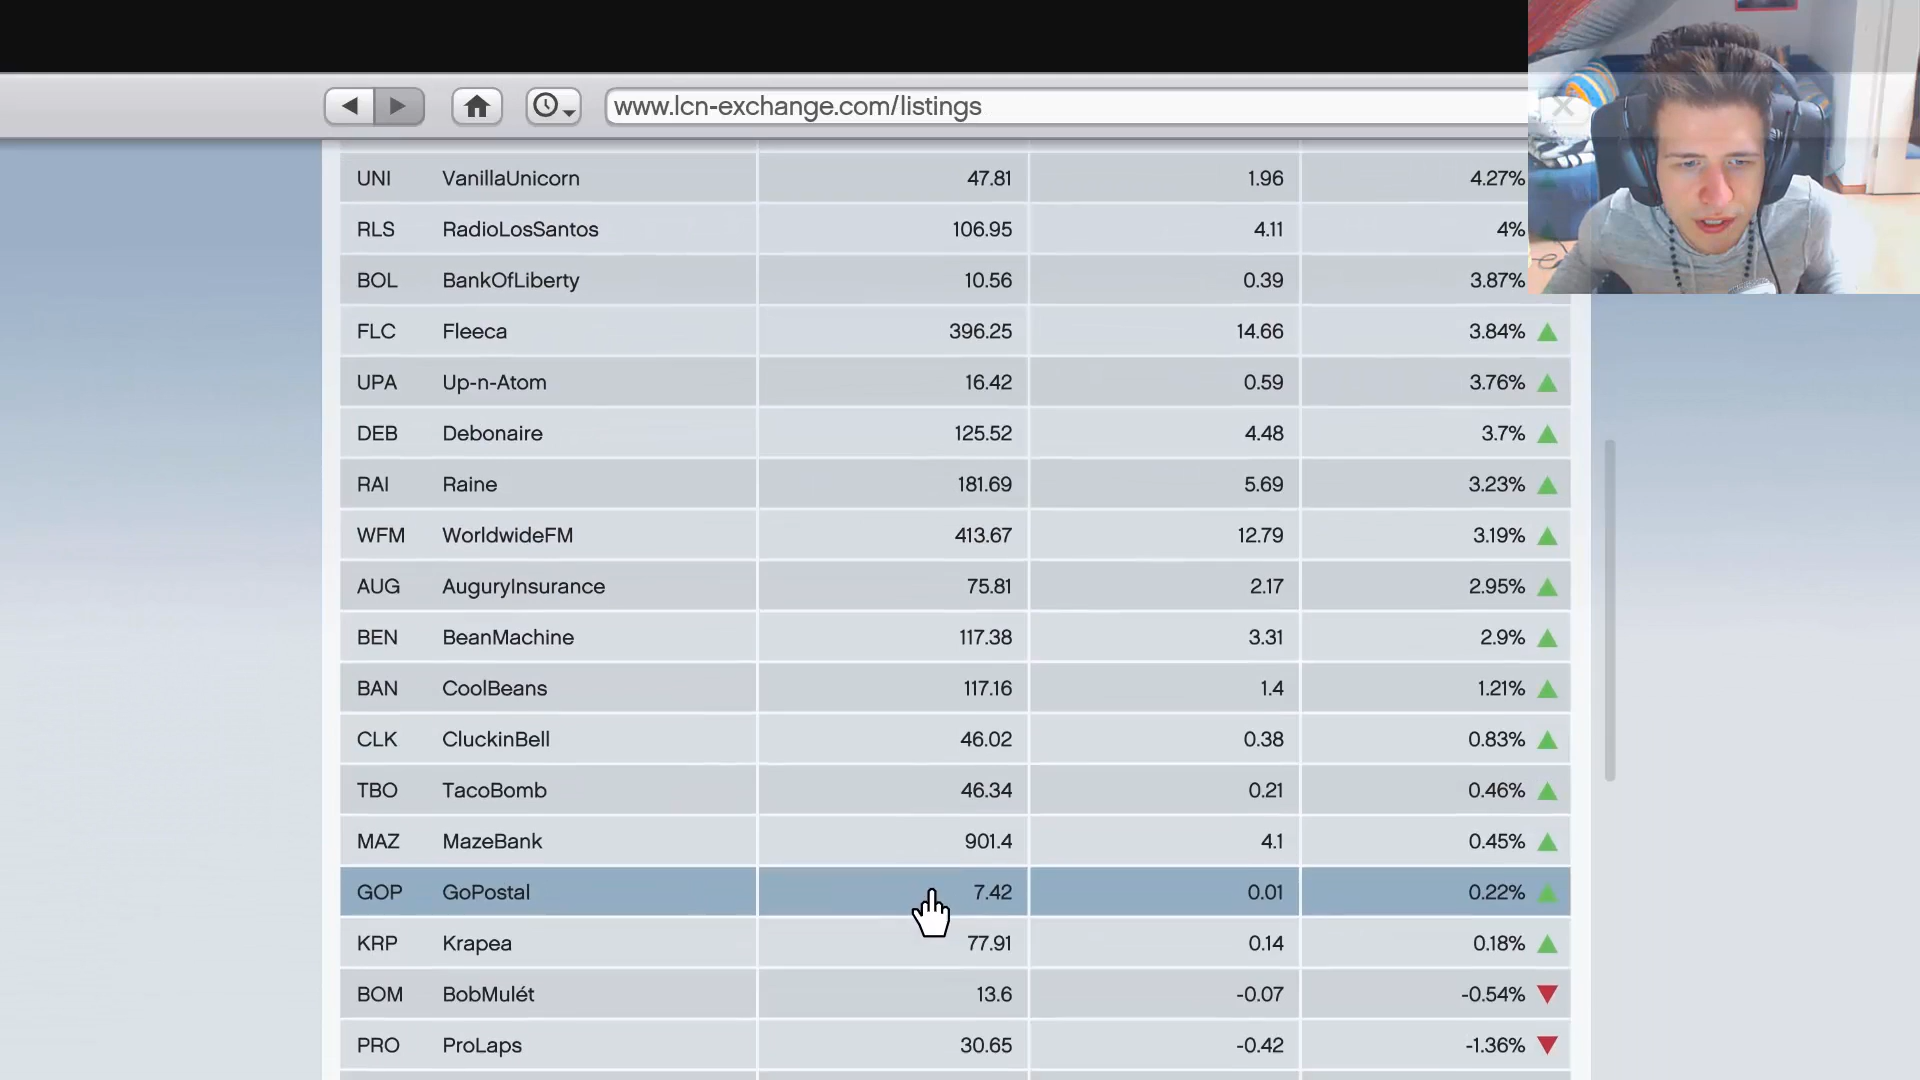 www.lcn-exchange.com/listings
UNI VanillaUnicorn 47.81 1.96 4.27%
RLS RadioLosSantos 106.95 4.11 4%
BOL BankOfLiberty 10.56 0.39 3.87%
FLC Fleeca 396.25 14.66 3.84%
UPA Up-n-Atom 16.42 0.59 3.76%
DEB Debonaire 125.52 4.48 3.7%
RAI Raine 181.69 5.69 3.23%
WFM WorldwideFM 413.67 12.79 3.19%
AUG AuguryInsurance 75.81 2.17 2.95%
BEN BeanMachine 117.38 3.31 2.9%
BAN CoolBeans 117.16 1.4 1.21%
CLK CluckinBell 46.02 0.38 0.83%
TBO TacoBomb 46.34 0.21 0.46%
MAZ MazeBank 901.4 4.1 0.45%
GOP GoPostal 7.42 0.01 0.22%
KRP Krapea 77.91 0.14 0.18%
BOM BobMulét 13.6 -0.07 -0.54%
PRO ProLaps 30.65 -0.42 -1.36%